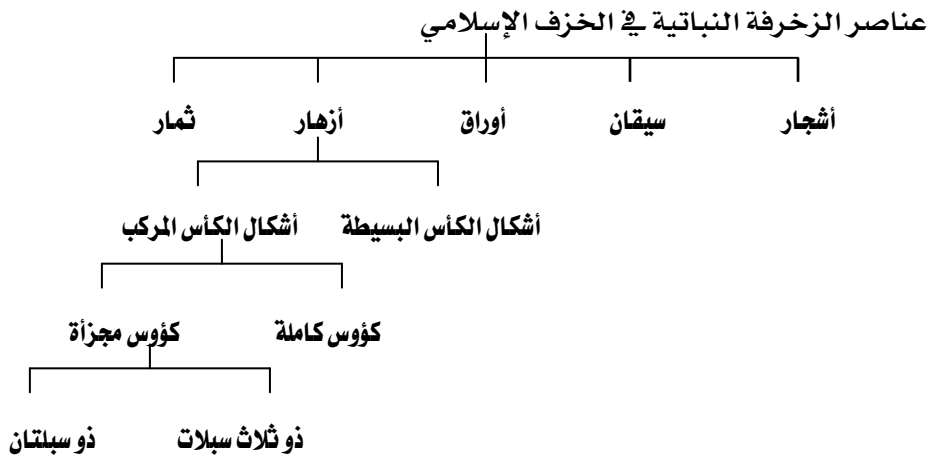 عناصر الزخرفة النباتية في الخزف الإسلامي
أشجار سيقان أوراق أزهار ثمار
أشكال الكأس البسيطة أشكال الكأس المركب
كؤوس كاملة كؤوس مجزأة
ذو ثلاث سبلات ذو سبلتان